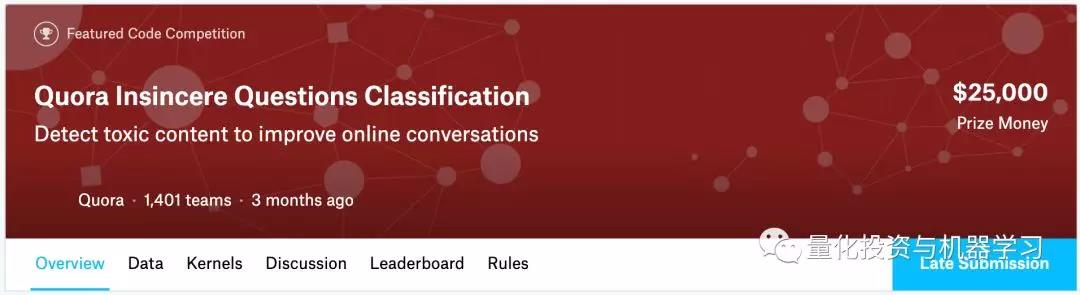 Featured Code Competition
Quora Insincere Questions Classification
$25,000
Detect toxic content to improve online conversations
Prize Money
Quora · 1,401 teams · 3 months ago
量化投资与机器学习
Overview Data Kernels Discussion Leaderboard Rules Late Submission